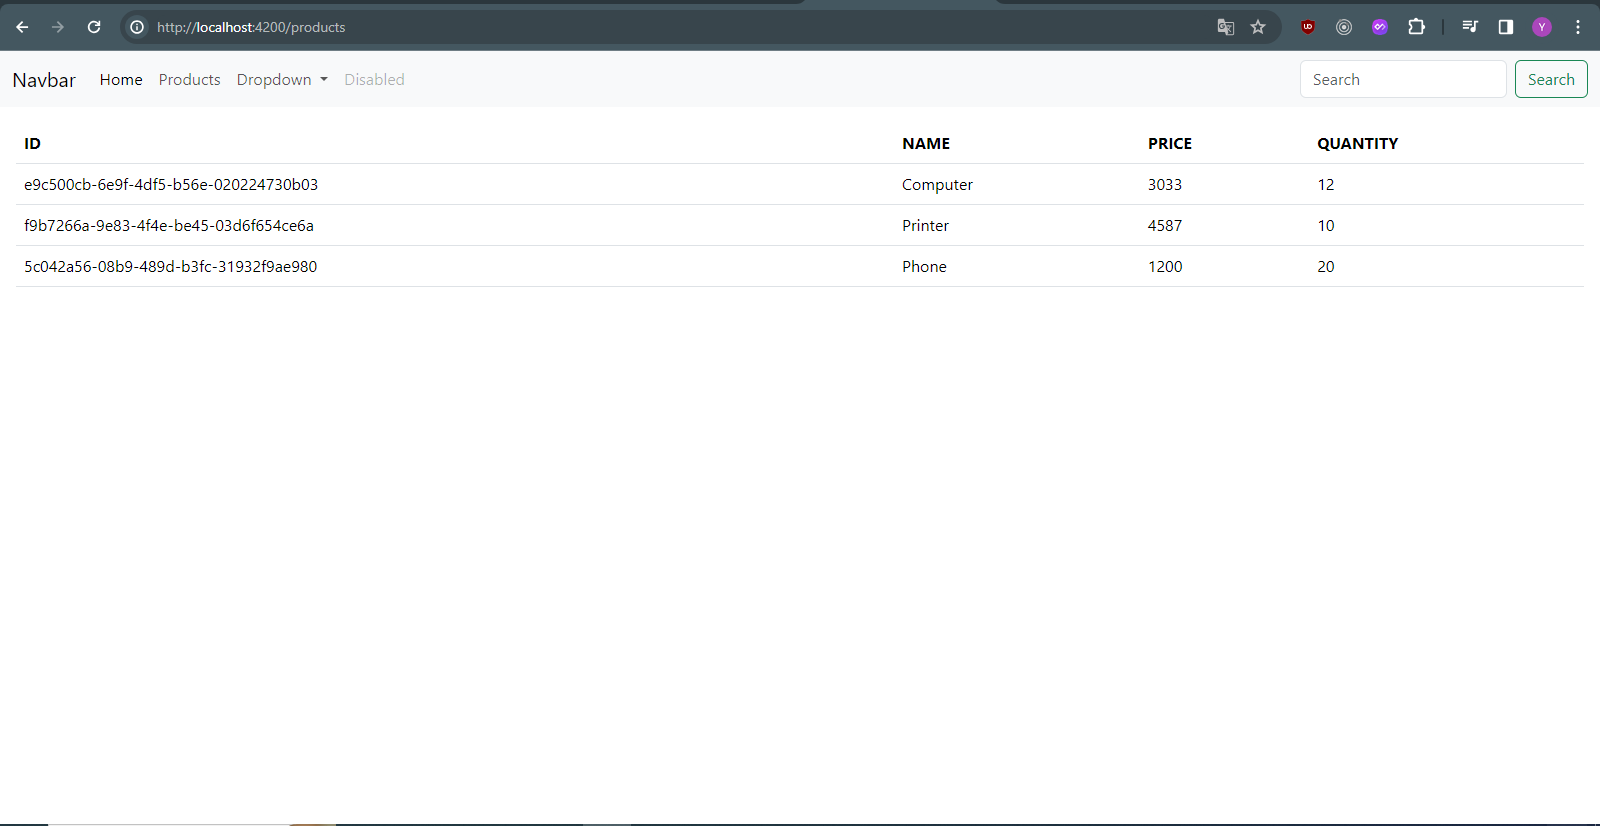 http://localhost:4200/products
Y
Navbar Home Products Dropdown Disabled Search Search
ID NAME PRICE QUANTITY
e9c500cb-6e9f-4df5-b56e-020224730b03 Computer 3033 12
f9b7266a-9e83-4f4e-be45-03d6f654ce6a Printer 4587 10
5c042a56-08b9-489d-b3fc-31932f9ae980 Phone 1200 20